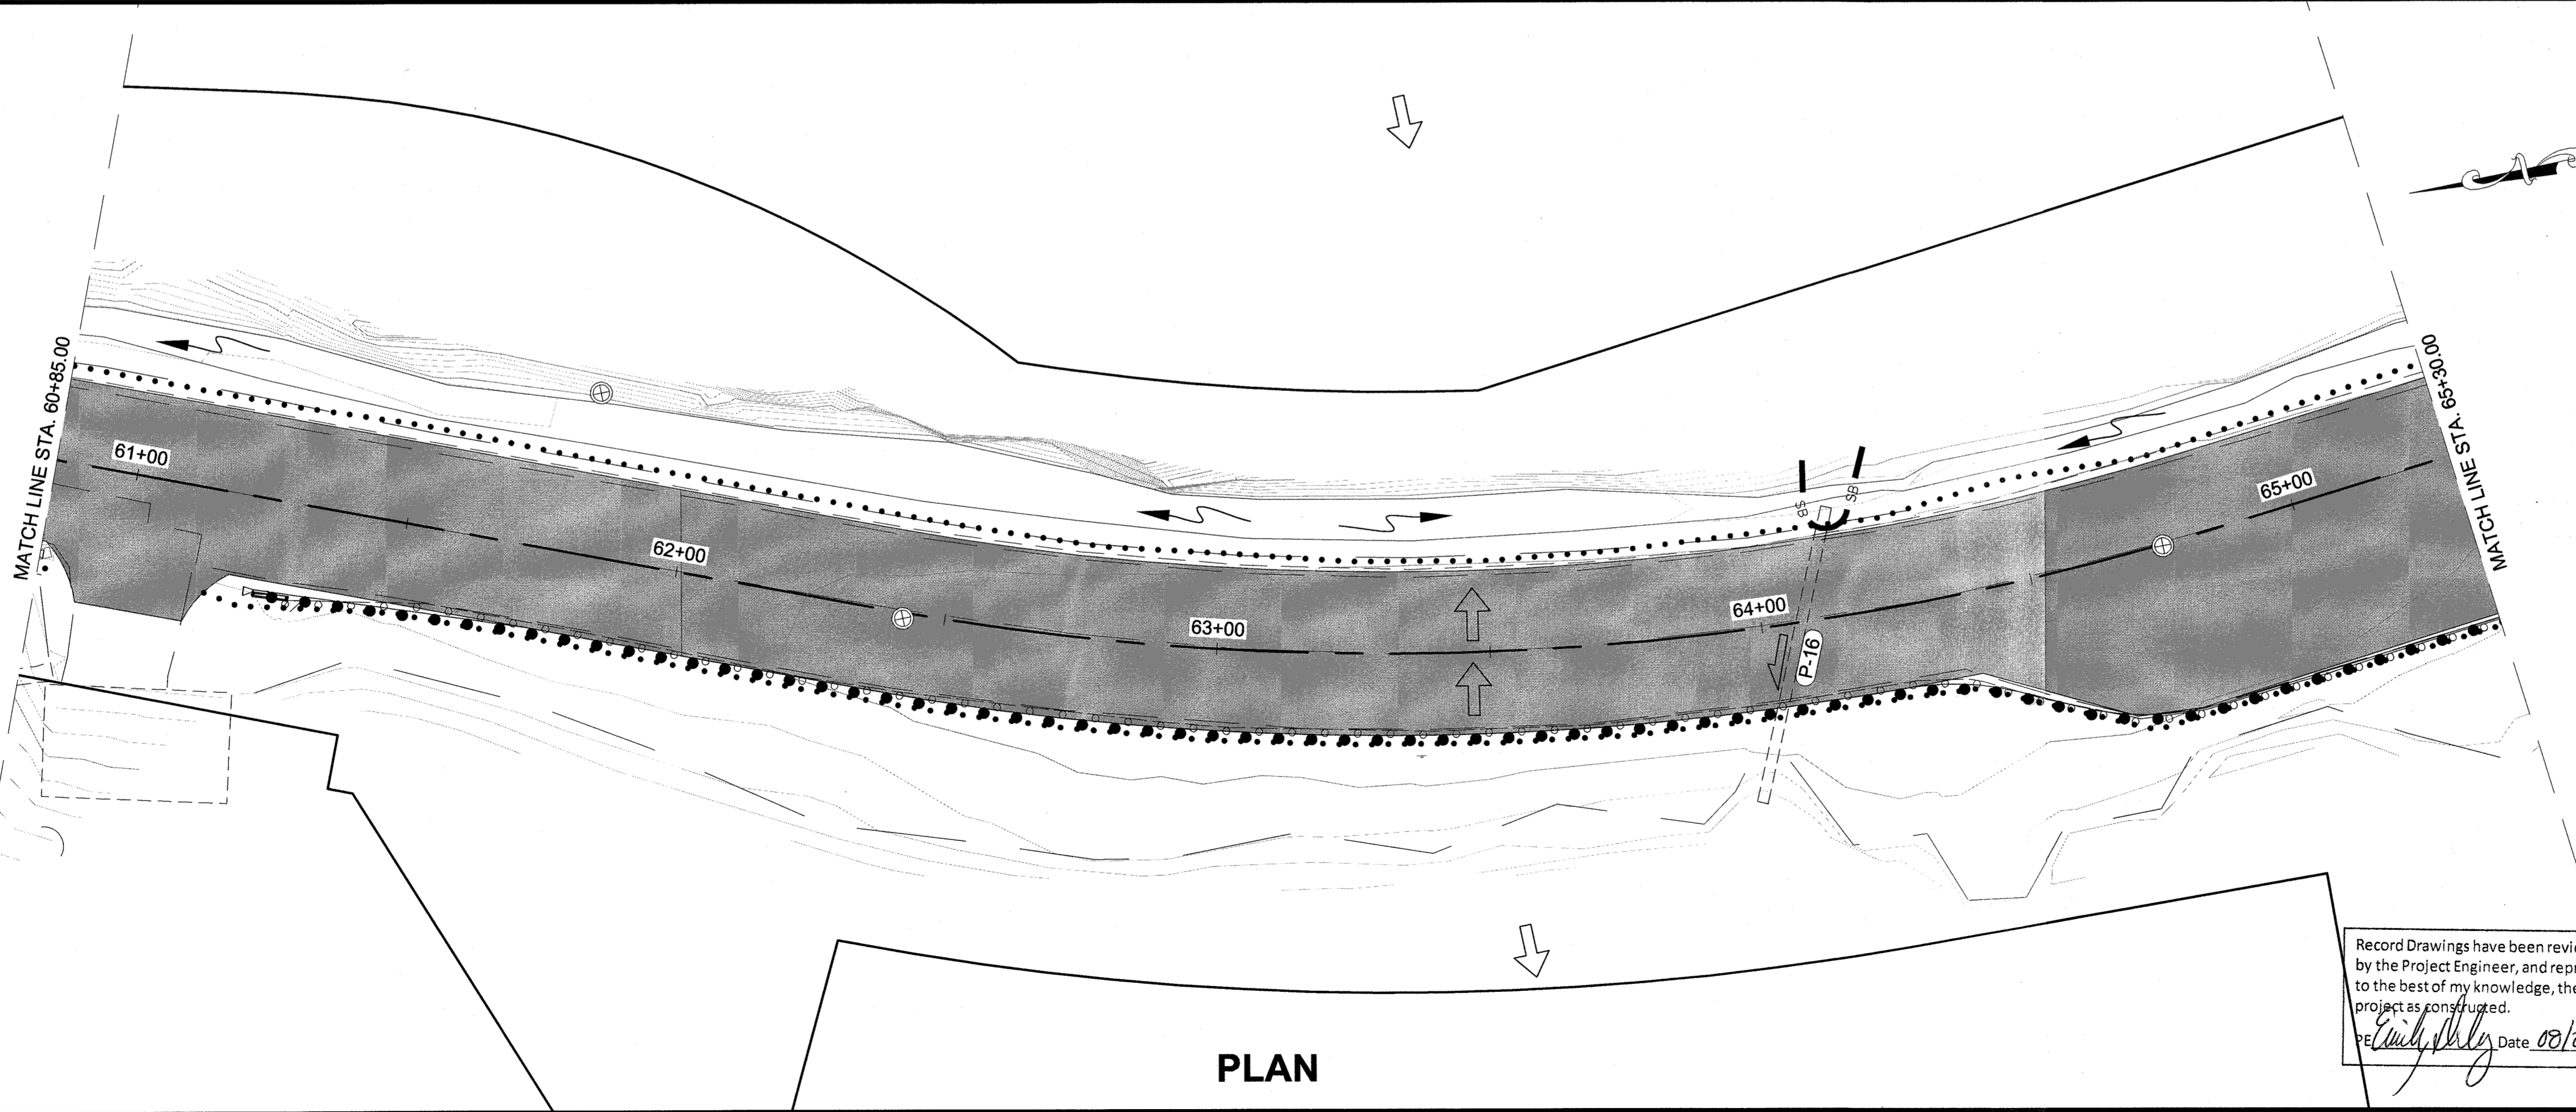 MATCH LINE STA. 60+85.00
61+00
62+00
63+00
64+00
65+00
SB
SB
P-16
MATCH LINE STA. 65+30.00
N
Record Drawings have been revi
by the Project Engineer, and repr
to the best of my knowledge, the
project as constructed.
PE Date 08/
PLAN